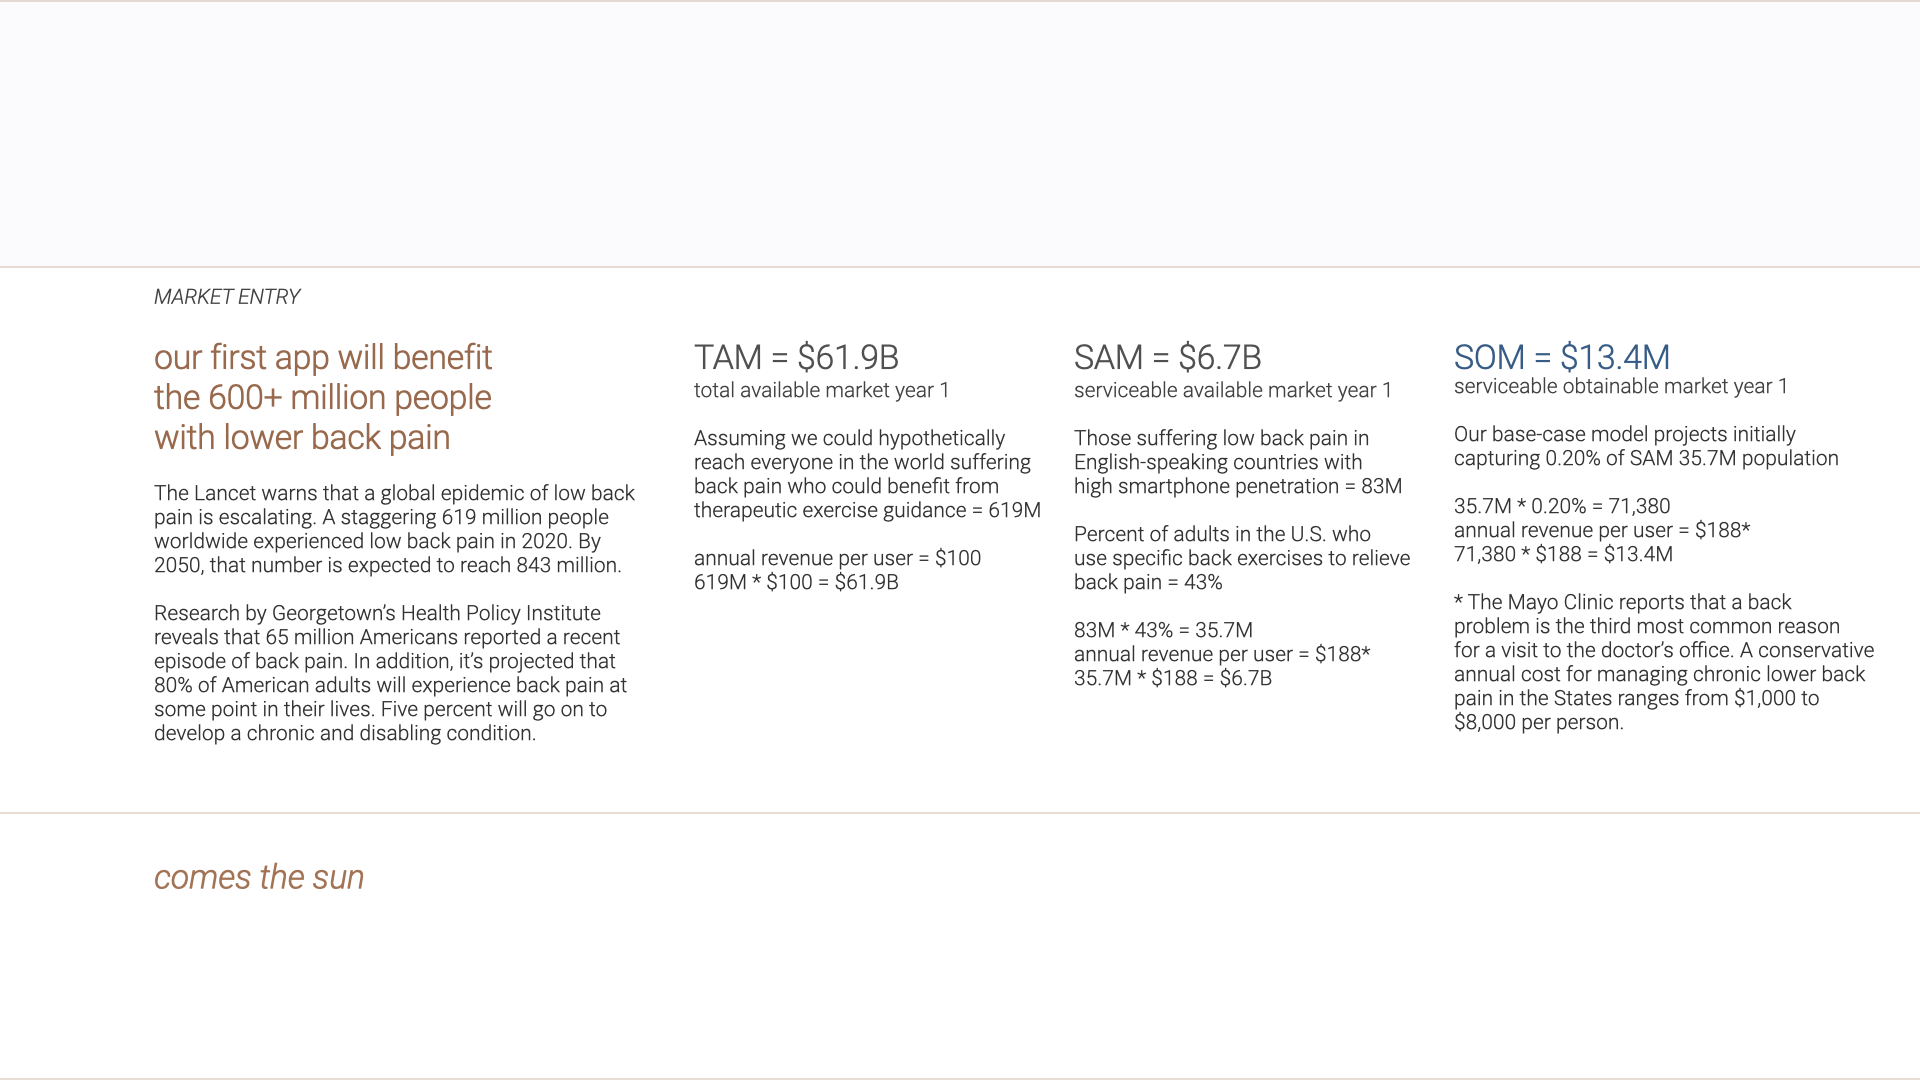 MARKET ENTRY
our first app will benefit
the 600+ million people
with lower back pain
The Lancet warns that a global epidemic of low back
pain is escalating. A staggering 619 million people
worldwide experienced low back pain in 2020. By
2050, that number is expected to reach 843 million.
Research by Georgetown’s Health Policy Institute
reveals that 65 million Americans reported a recent
episode of back pain. In addition, it’s projected that
80% of American adults will experience back pain at
some point in their lives. Five percent will go on to
develop a chronic and disabling condition.
TAM = $61.9B
total available market year 1
Assuming we could hypothetically
reach everyone in the world suffering
back pain who could benefit from
therapeutic exercise guidance = 619M
annual revenue per user = $100
619M * $100 = $61.9B
SAM = $6.7B
serviceable available market year 1
Those suffering low back pain in
English-speaking countries with
high smartphone penetration = 83M
Percent of adults in the U.S. who
use specific back exercises to relieve
back pain = 43%
83M * 43% = 35.7M
annual revenue per user = $188*
35.7M * $188 = $6.7B
SOM = $13.4M
serviceable obtainable market year 1
Our base-case model projects initially
capturing 0.20% of SAM 35.7M population
35.7M * 0.20% = 71,380
annual revenue per user = $188*
71,380 * $188 = $13.4M
* The Mayo Clinic reports that a back
problem is the third most common reason
for a visit to the doctor’s office. A conservative
annual cost for managing chronic lower back
pain in the States ranges from $1,000 to
$8,000 per person.
comes the sun